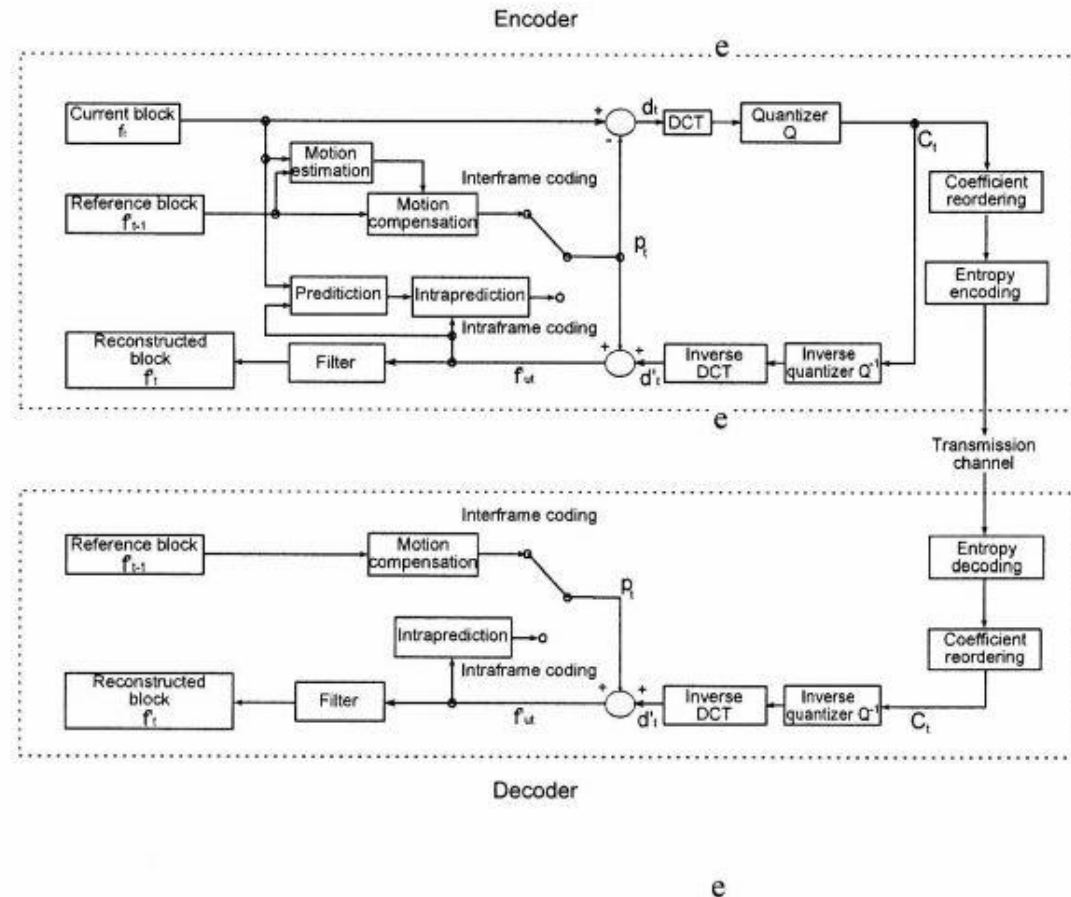 Encoder
e
Current block
fₜ
+
dₜ
DCT
Quantizer
Q
Cₜ
-
Motion
estimation
Interframe coding
Coefficient
reordering
Reference block
f'ₜ₋₁
Motion
compensation
pₜ
Preditiction
Intraprediction
Entropy
encoding
Intraframe coding
Reconstructed
block
f'ₜ
Filter
f'ᵤₜ
+
+
d'ₜ
Inverse
DCT
Inverse
quantizer Q⁻¹
e
Transmission
channel
Interframe coding
Reference block
f'ₜ₋₁
Motion
compensation
Entropy
decoding
pₜ
Intraprediction
Coefficient
reordering
Intraframe coding
Reconstructed
block
f'ₜ
Filter
f'ᵤₜ
+
+
d'ₜ
Inverse
DCT
Inverse
quantizer Q⁻¹
Cₜ
Decoder
e